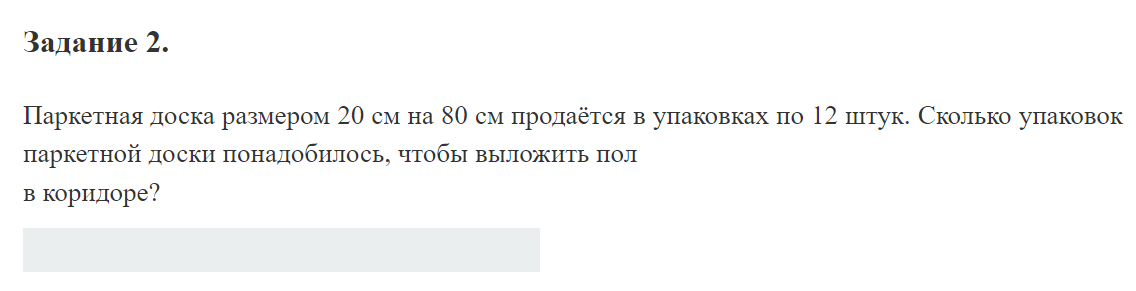 Задание 2.
Паркетная доска размером 20 см на 80 см продаётся в упаковках по 12 штук. Сколько упаковок
паркетной доски понадобилось, чтобы выложить пол
в коридоре?